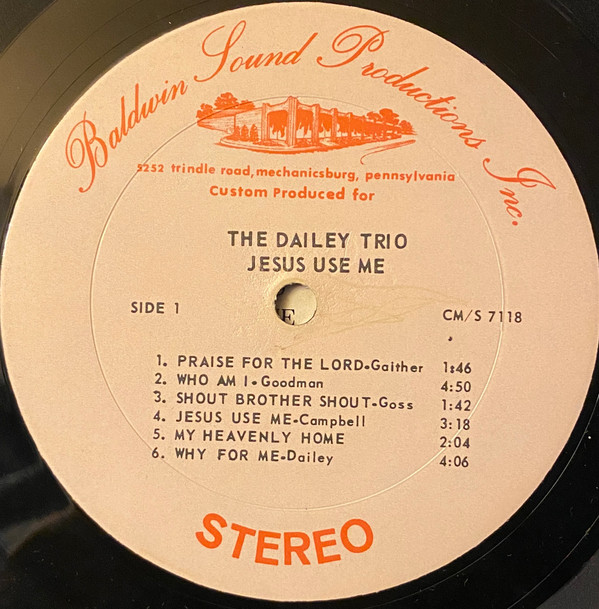 Baldwin Sound Productions Inc.
5252 trindle road, mechanicsburg, pennsylvania
Custom Produced for
THE DAILEY TRIO
JESUS USE ME
SIDE 1
CM/S 7118
E
1. PRAISE FOR THE LORD-Gaither 1:46
2. WHO AM I-Goodman 4:50
3. SHOUT BROTHER SHOUT-Goss 1:42
4. JESUS USE ME-Campbell 3:18
5. MY HEAVENLY HOME 2:04
6. WHY FOR ME-Dailey 4:06
STEREO